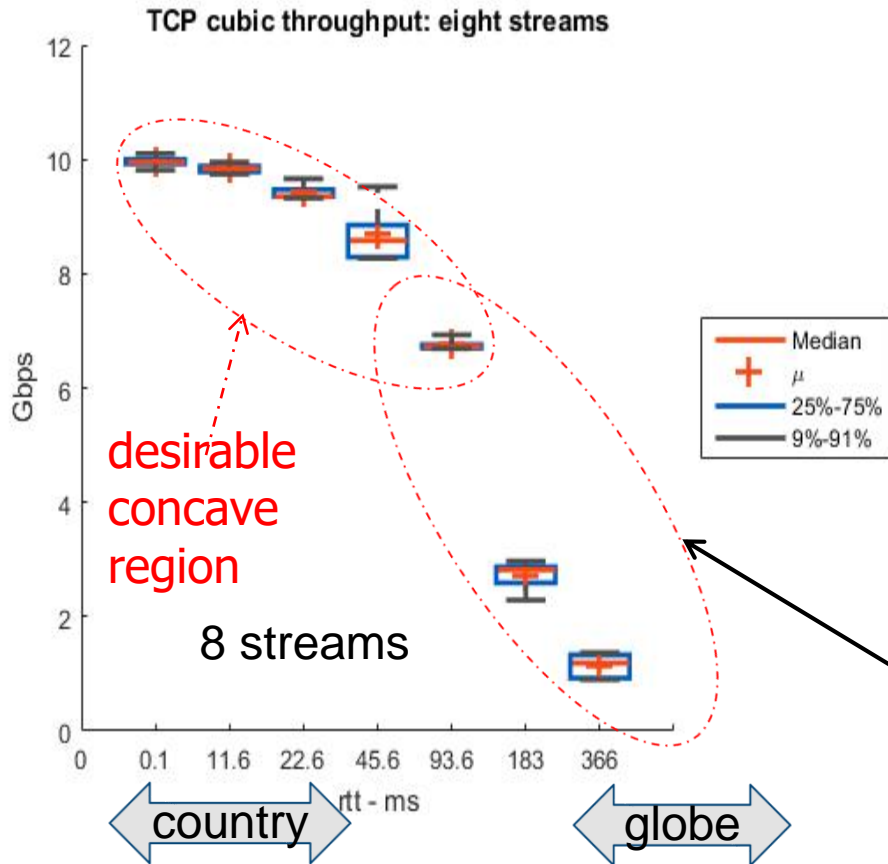 TCP cubic throughput: eight streams
12
10
8
6
4
2
0
Gbps
desirable
concave
region
8 streams
Median
μ
25%-75%
9%-91%
0 0.1 11.6 22.6 45.6 93.6 183 366
rtt - ms
country
globe